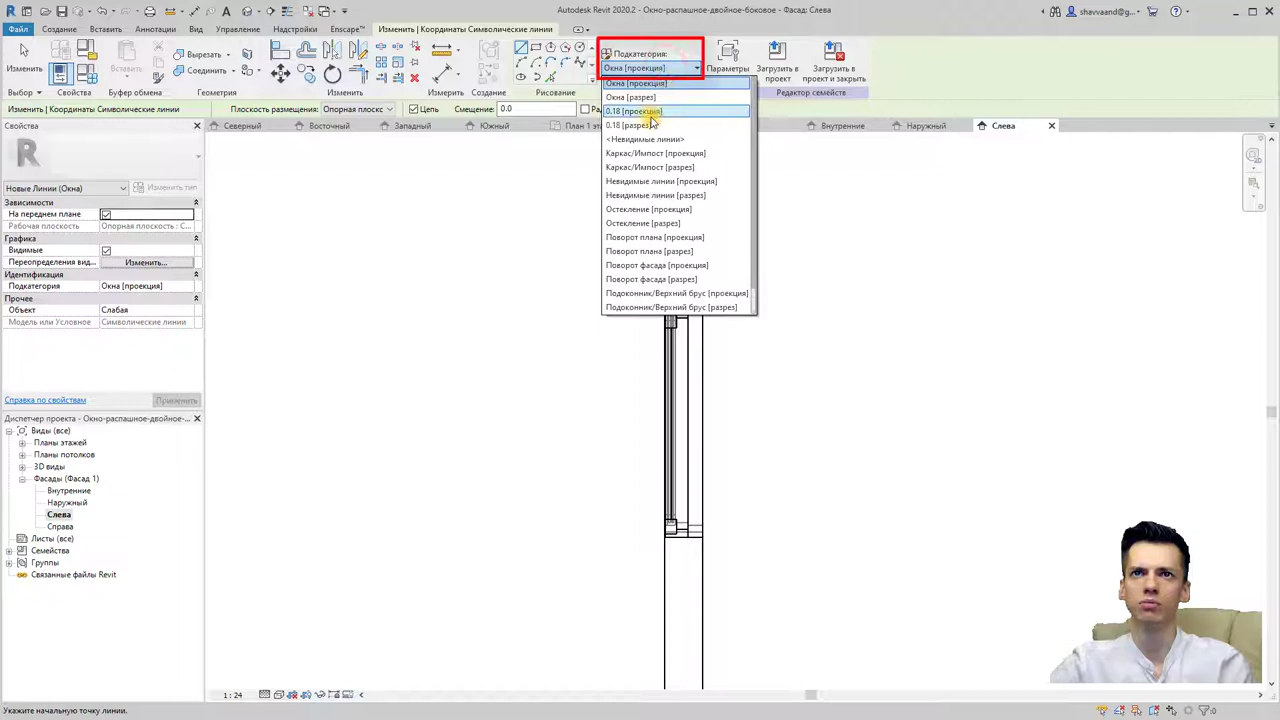 Autodesk Revit 2020.2 - Окно-распашное-двойное-боковое - Фасад: Слева
shavvaand@g...
Файл Создание Вставить Аннотации Вид Управление Надстройки Enscape™ Изменить | Координаты Символические линии
Изменить
Вырезать
Соединить
Подкатегория:
Окна [проекция]
Параметры
Загрузить в проект
Загрузить в проект и закрыть
Выбор Свойства Буфер обмена Геометрия Изменить Измерить Создание Рисование Редактор семейств
Изменить | Координаты Символические линии Плоскость размещения: Опорная плоскос Цепь Смещение: 0.0 Рад
Свойства
Северный Восточный Западный Южный План 1 эта Внутренние Наружный Слева
Окна [проекция]
Окна [разрез]
0.18 [проекция]
0.18 [разрез]
<Невидимые линии>
Каркас/Импост [проекция]
Каркас/Импост [разрез]
Невидимые линии [проекция]
Невидимые линии [разрез]
Остекление [проекция]
Остекление [разрез]
Поворот плана [проекция]
Поворот плана [разрез]
Поворот фасада [проекция]
Поворот фасада [разрез]
Подоконник/Верхний брус [проекция]
Подоконник/Верхний брус [разрез]
Новые Линии (Окна) Изменить тип
Зависимости
На переднем плане
Рабочая плоскость Опорная плоскость : С...
Графика
Видимые
Переопределения вид... Изменить...
Идентификация
Подкатегория Окна [проекция]
Прочее
Объект Слабая
Модель или Условное Символические линии
Справка по свойствам Применить
Диспетчер проекта - Окно-распашное-двойное-...
Виды (все)
Планы этажей
Планы потолков
3D виды
Фасады (Фасад 1)
Внутренние
Наружный
Слева
Справа
Листы (все)
Семейства
Группы
Связанные файлы Revit
1 : 24
Укажите начальную точку линии.
:0